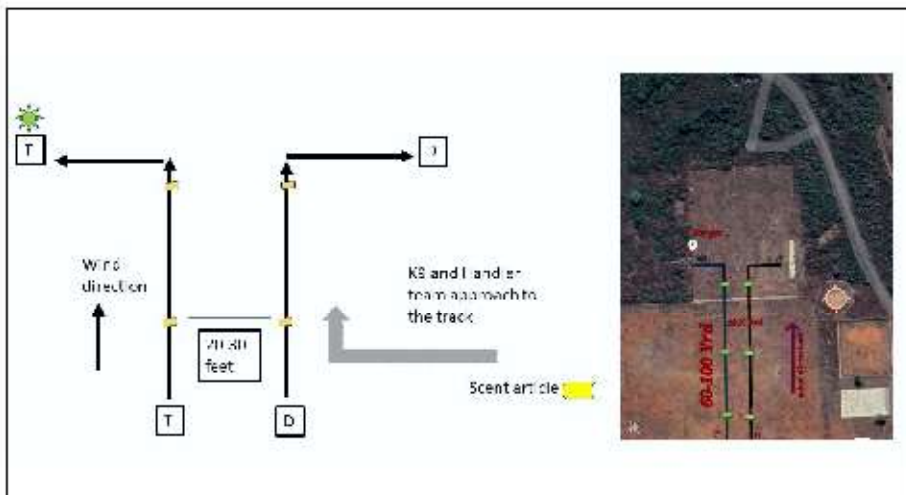 T
Wind
direction
20-30
feet
T
D
K9 and Handler
team approach to
the track
Scent article
60-100 Yrd